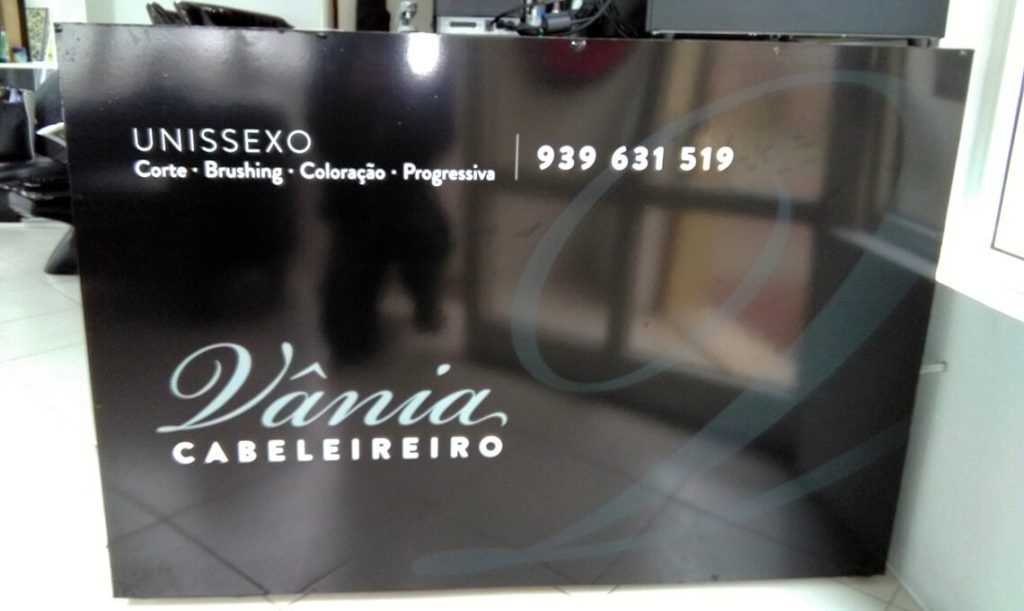 UNISSEXO
Corte · Brushing · Coloração · Progressiva
939 631 519
Vânia
CABELEIREIRO